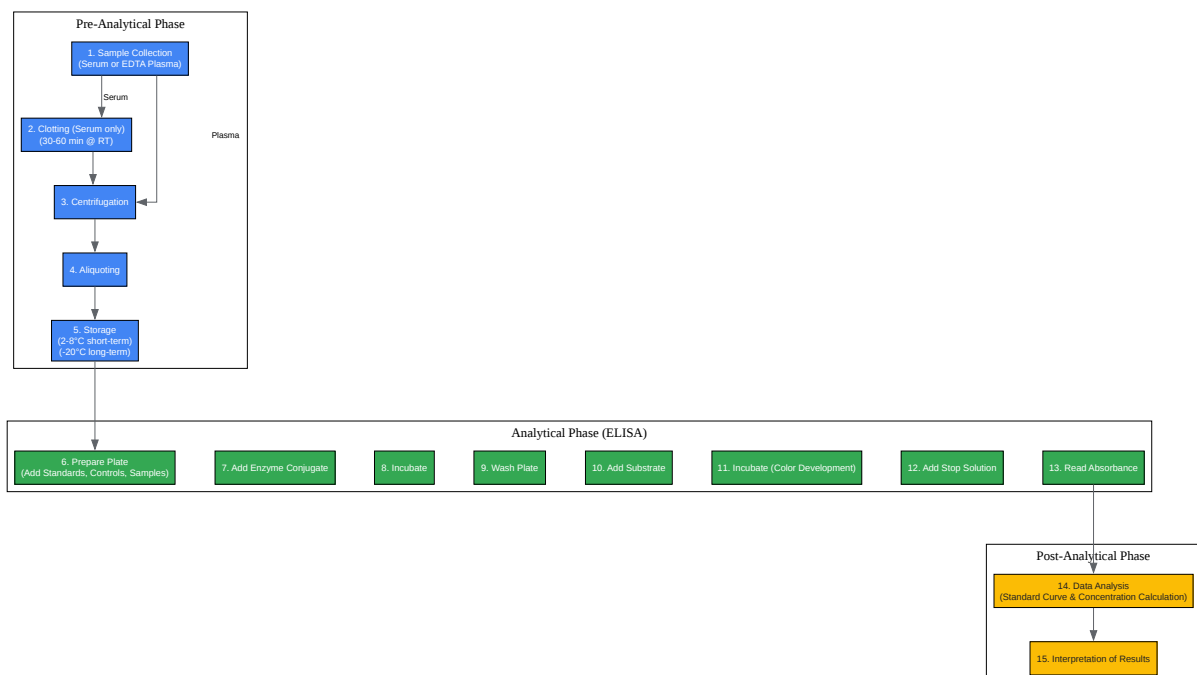 Pre-Analytical Phase
1. Sample Collection
(Serum or EDTA Plasma)
Serum
Plasma
2. Clotting (Serum only)
(30-60 min @ RT)
3. Centrifugation
4. Aliquoting
5. Storage
(2-8°C short-term)
(-20°C long-term)
Analytical Phase (ELISA)
6. Prepare Plate
(Add Standards, Controls, Samples)
7. Add Enzyme Conjugate
8. Incubate
9. Wash Plate
10. Add Substrate
11. Incubate (Color Development)
12. Add Stop Solution
13. Read Absorbance
Post-Analytical Phase
14. Data Analysis
(Standard Curve & Concentration Calculation)
15. Interpretation of Results